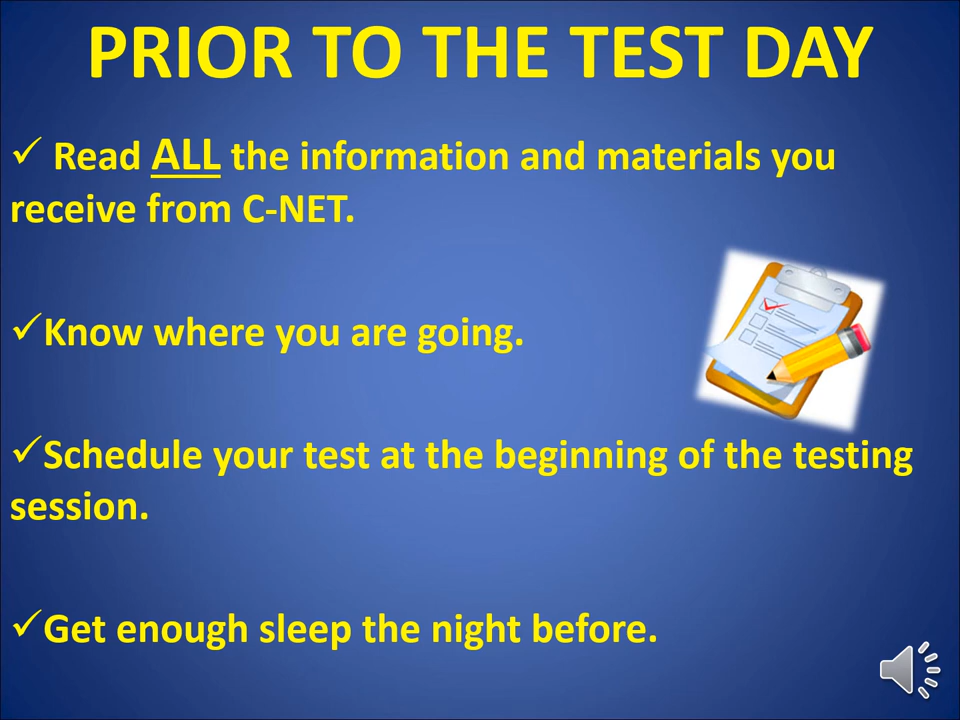 PRIOR TO THE TEST DAY
✓ Read ALL the information and materials you
receive from C-NET.
✓Know where you are going.
✓Schedule your test at the beginning of the testing
session.
✓Get enough sleep the night before.